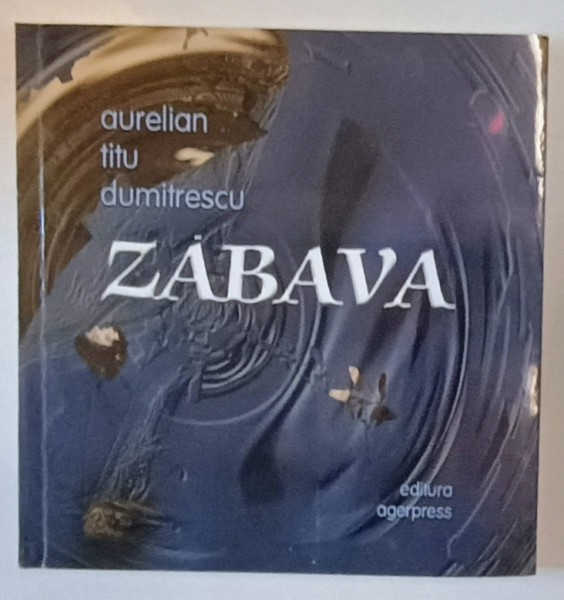 aurelian
titu
dumitrescu
ZĂBAVA
editura
agerpress